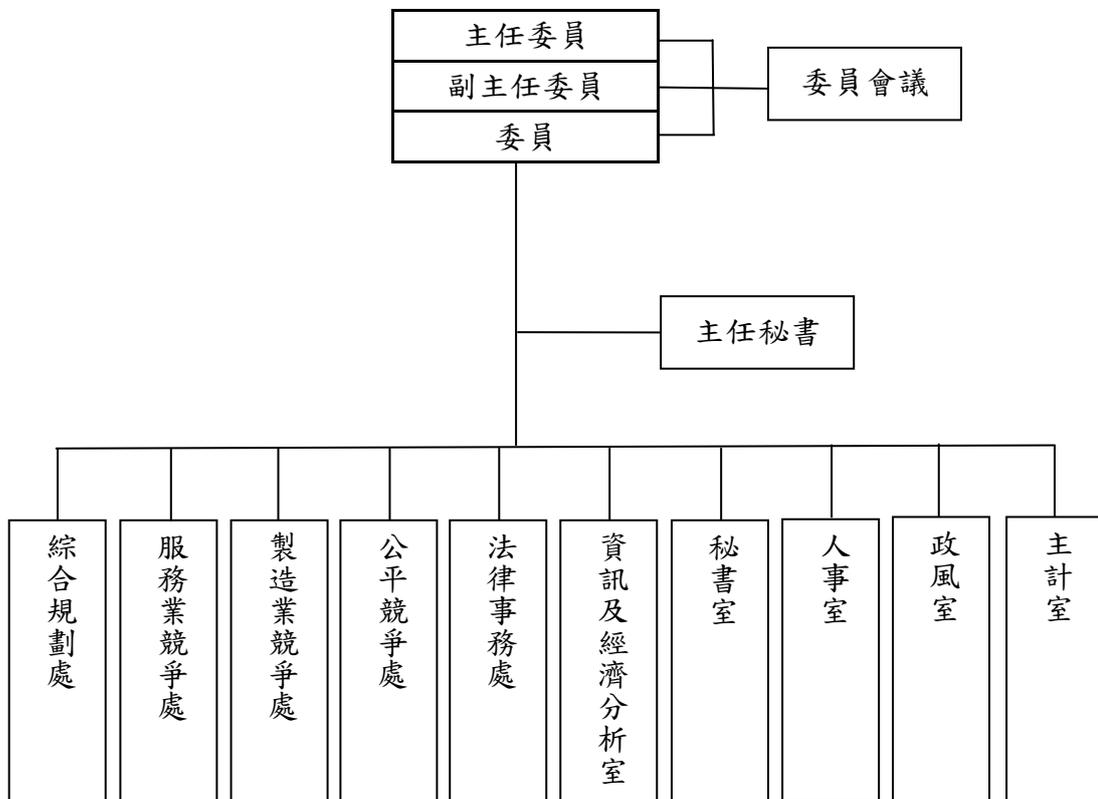 主任委員
副主任委員
委員
委員會議
主任秘書
綜合規劃處
服務業競爭處
製造業競爭處
公平競爭處
法律事務處
資訊及經濟分析室
秘書室
人事室
政風室
主計室